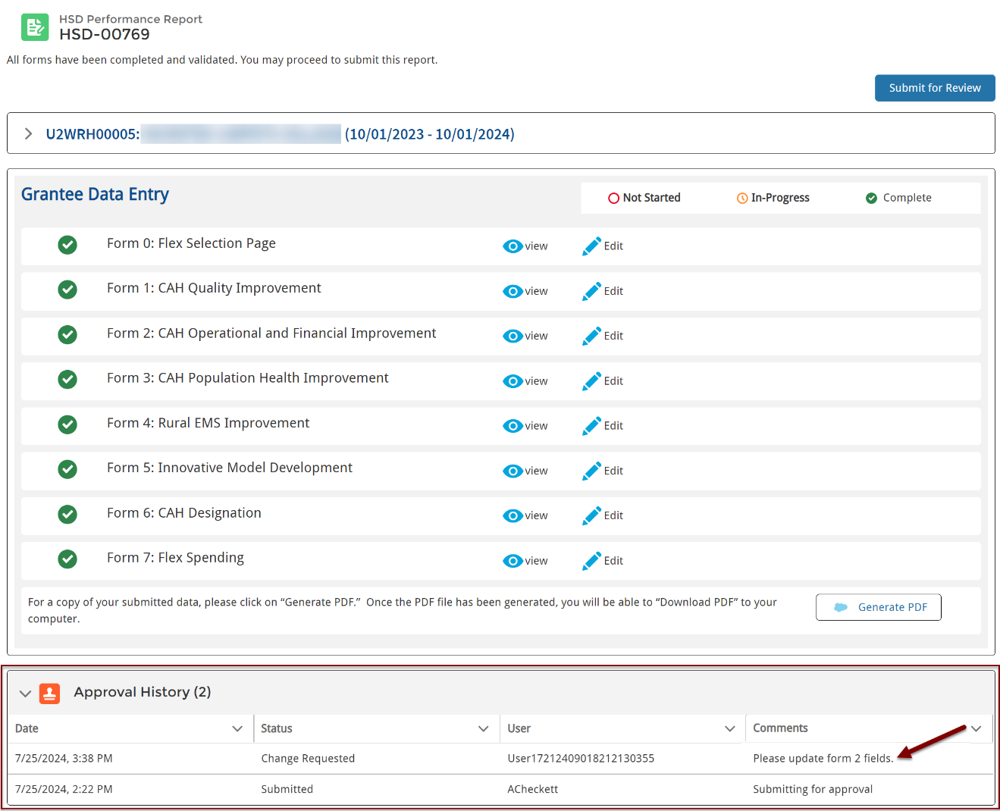 HSD Performance Report
HSD-00769
All forms have been completed and validated. You may proceed to submit this report.
Submit for Review
U2WRH00005: (10/01/2023 - 10/01/2024)
Grantee Data Entry
Not Started In-Progress Complete
Form 0: Flex Selection Page view Edit
Form 1: CAH Quality Improvement view Edit
Form 2: CAH Operational and Financial Improvement view Edit
Form 3: CAH Population Health Improvement view Edit
Form 4: Rural EMS Improvement view Edit
Form 5: Innovative Model Development view Edit
Form 6: CAH Designation view Edit
Form 7: Flex Spending view Edit
For a copy of your submitted data, please click on “Generate PDF.” Once the PDF file has been generated, you will be able to “Download PDF” to your
computer.
Generate PDF
Approval History (2)
Date Status User Comments
7/25/2024, 3:38 PM Change Requested User17212409018212130355 Please update form 2 fields.
7/25/2024, 2:22 PM Submitted ACheckett Submitting for approval